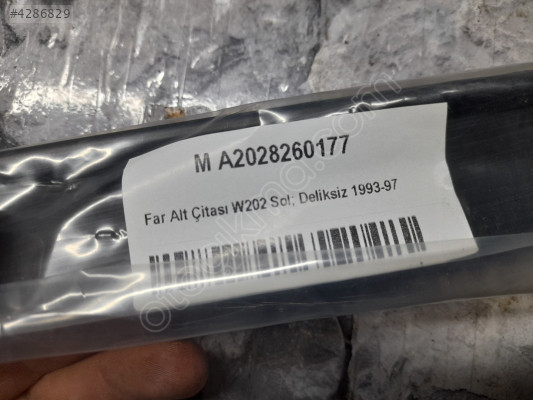 #4286829
M A2028260177
Far Alt Çitası W202 Sol; Deliksiz 1993-97